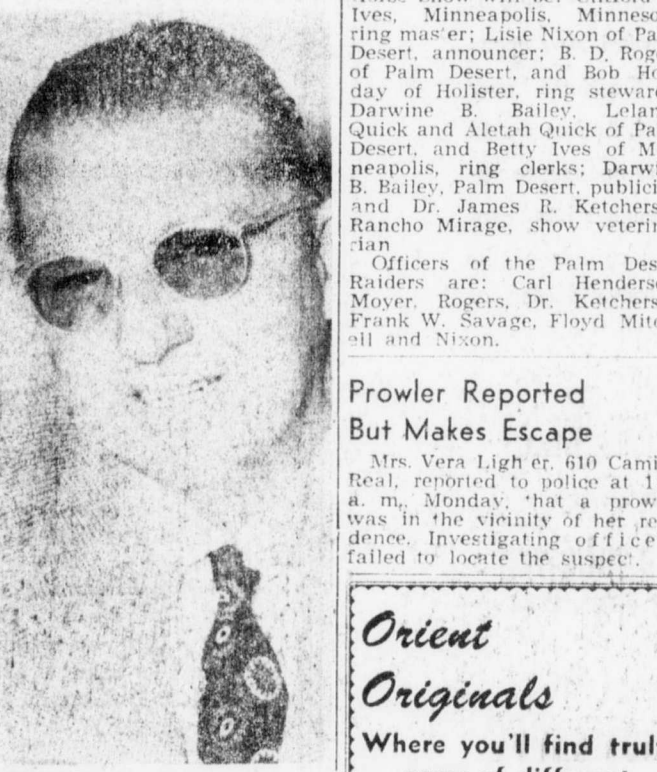 Ives, Minneapolis, Minneso
ring mas'er; Lisie Nixon of Pa
Desert, announcer; B. D. Rog
of Palm Desert, and Bob Ho
day of Holister, ring steward
Darwine B. Bailey, Lelan
Quick and Aletah Quick of Pa
Desert, and Betty Ives of M
neapolis, ring clerks; Darwi
B. Bailey, Palm Desert, publici
and Dr. James R. Ketchers
Rancho Mirage, show veterin
rian
Officers of the Palm Des
Raiders are: Carl Henderso
Moyer, Rogers, Dr. Ketchers
Frank W. Savage, Floyd Mitc
ell and Nixon.
Prowler Reported
But Makes Escape
Mrs. Vera Ligh er, 610 Cami
Real, reported to police at 1
a. m., Monday, 'hat a prow
was in the vicinity of her re
dence. Investigating office
failed to locate the suspect.
Orient
Originals
Where you'll find trul